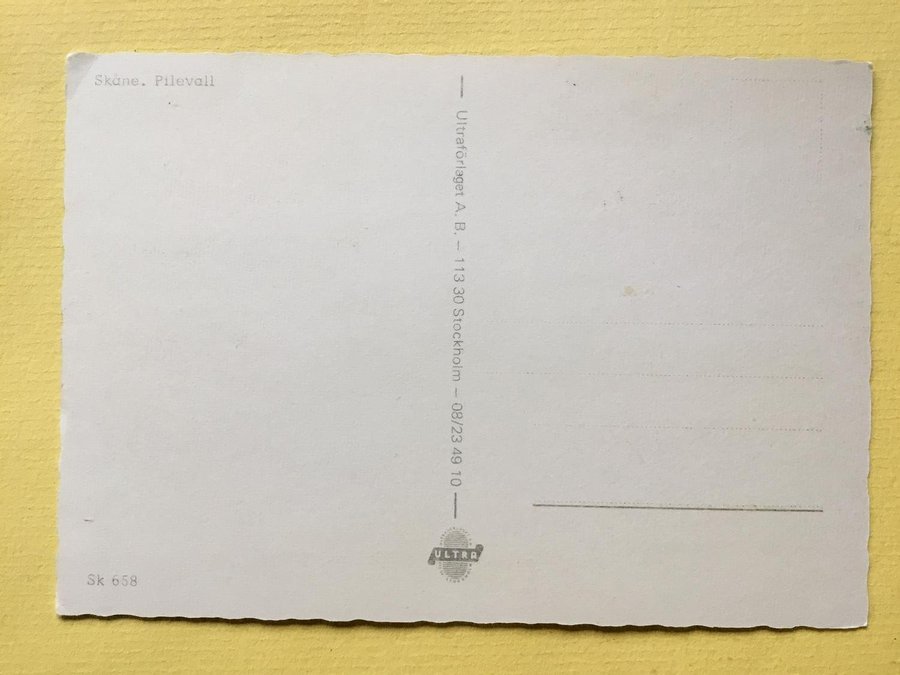 Skåne. Pilevall
Ultraförlaget A. B. – 113 30 Stockholm – 08/23 49 10
ULTRA
Sk 658